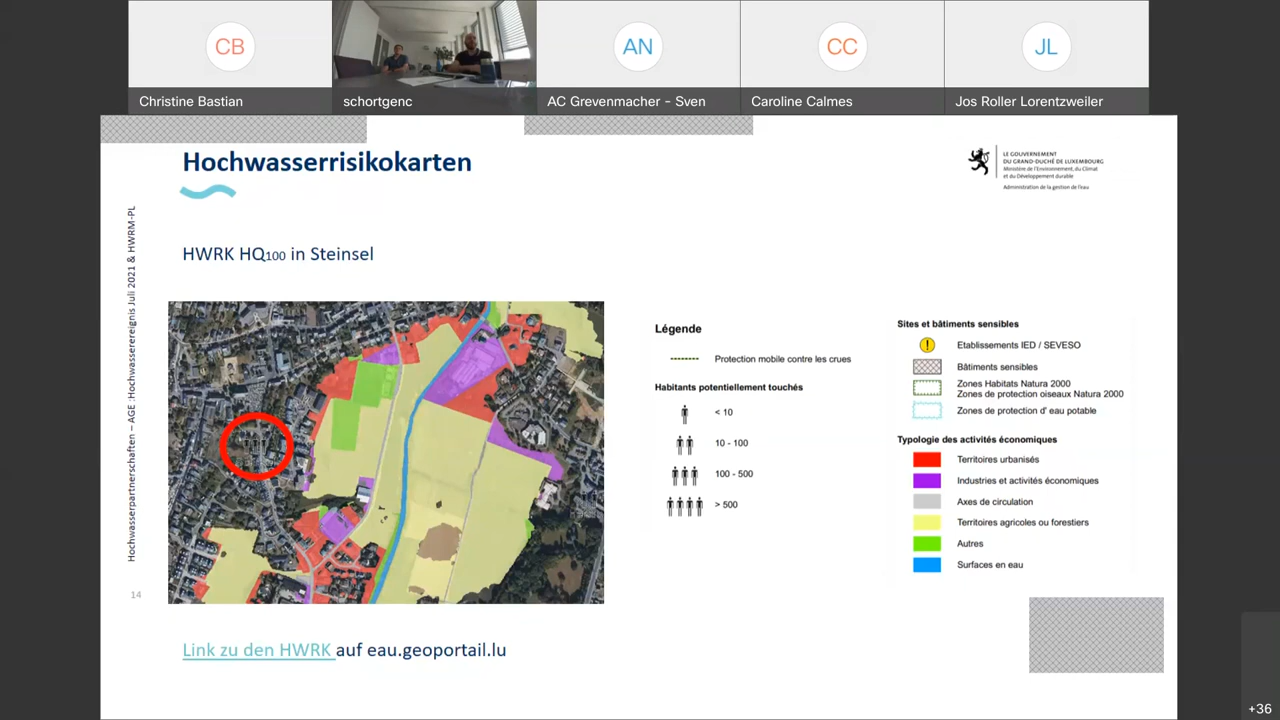 CB
AN
CC
JL
Christine Bastian
schortgenc
AC Grevenmacher - Sven
Caroline Calmes
Jos Roller Lorentzweiler
Hochwasserrisikokarten
LE GOUVERNEMENT
DU GRAND-DUCHÉ DE LUXEMBOURG
Ministère de l'Environnement, du Climat
et du Développement durable
Administration de la gestion de l'eau
Hochwasserpartnerschaften – AGE :Hochwasserereignis Juli 2021 & HWRM-PL
HWRK HQ100 in Steinsel
Légende
Protection mobile contre les crues
Habitants potentiellement touchés
< 10
10 - 100
100 - 500
> 500
Sites et bâtiments sensibles
Etablissements IED / SEVESO
Bâtiments sensibles
Zones Habitats Natura 2000
Zones de protection oiseaux Natura 2000
Zones de protection d' eau potable
Typologie des activités économiques
Territoires urbanisés
Industries et activités économiques
Axes de circulation
Territoires agricoles ou forestiers
Autres
Surfaces en eau
14
Link zu den HWRK auf eau.geoportail.lu
+36